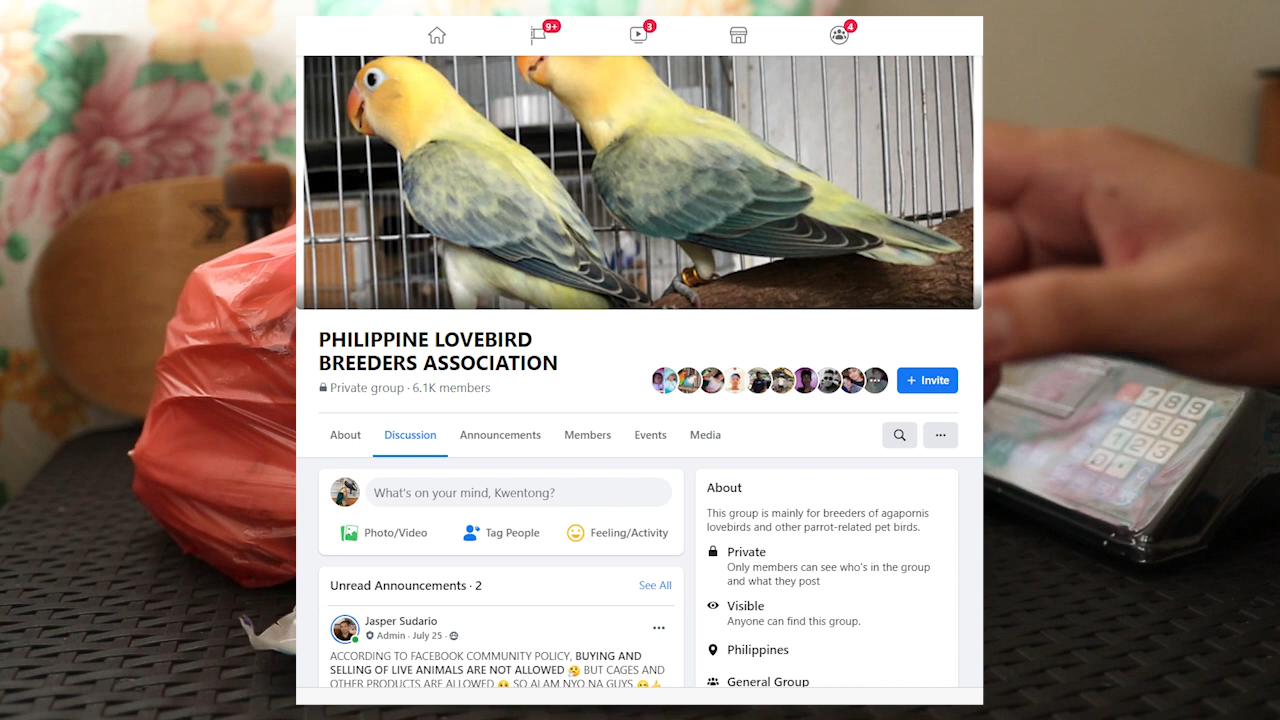 9+
3
4
PHILIPPINE LOVEBIRD
BREEDERS ASSOCIATION
Private group · 6.1K members
+ Invite
About
Discussion
Announcements
Members
Events
Media
What's on your mind, Kwentong?
Photo/Video
Tag People
Feeling/Activity
Unread Announcements · 2
See All
Jasper Sudario
Admin · July 25 ·
ACCORDING TO FACEBOOK COMMUNITY POLICY, BUYING AND
SELLING OF LIVE ANIMALS ARE NOT ALLOWED 🤔 BUT CAGES AND
OTHER PRODUCTS ARE ALLOWED SO ALAM NYO NA GUYS
About
This group is mainly for breeders of agapornis
lovebirds and other parrot-related pet birds.
Private
Only members can see who's in the group
and what they post
Visible
Anyone can find this group.
Philippines
General Group
789
456
123
0.